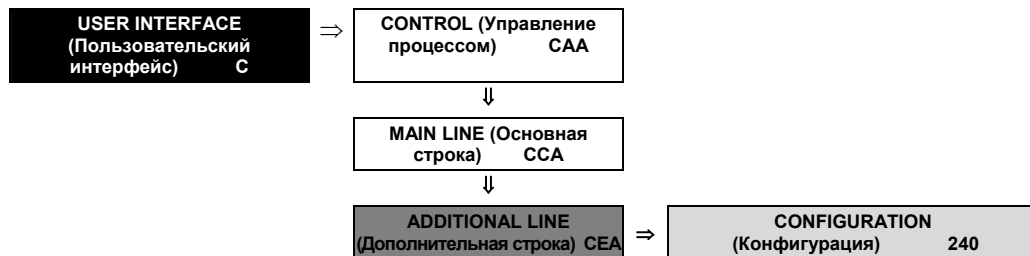 USER INTERFACE
(Пользовательский
интерфейс) C
⇒
CONTROL (Управление
процессом) CAA
⇓
MAIN LINE (Основная
строка) CCA
⇓
ADDITIONAL LINE
(Дополнительная строка) CEA
⇒
CONFIGURATION
(Конфигурация) 240